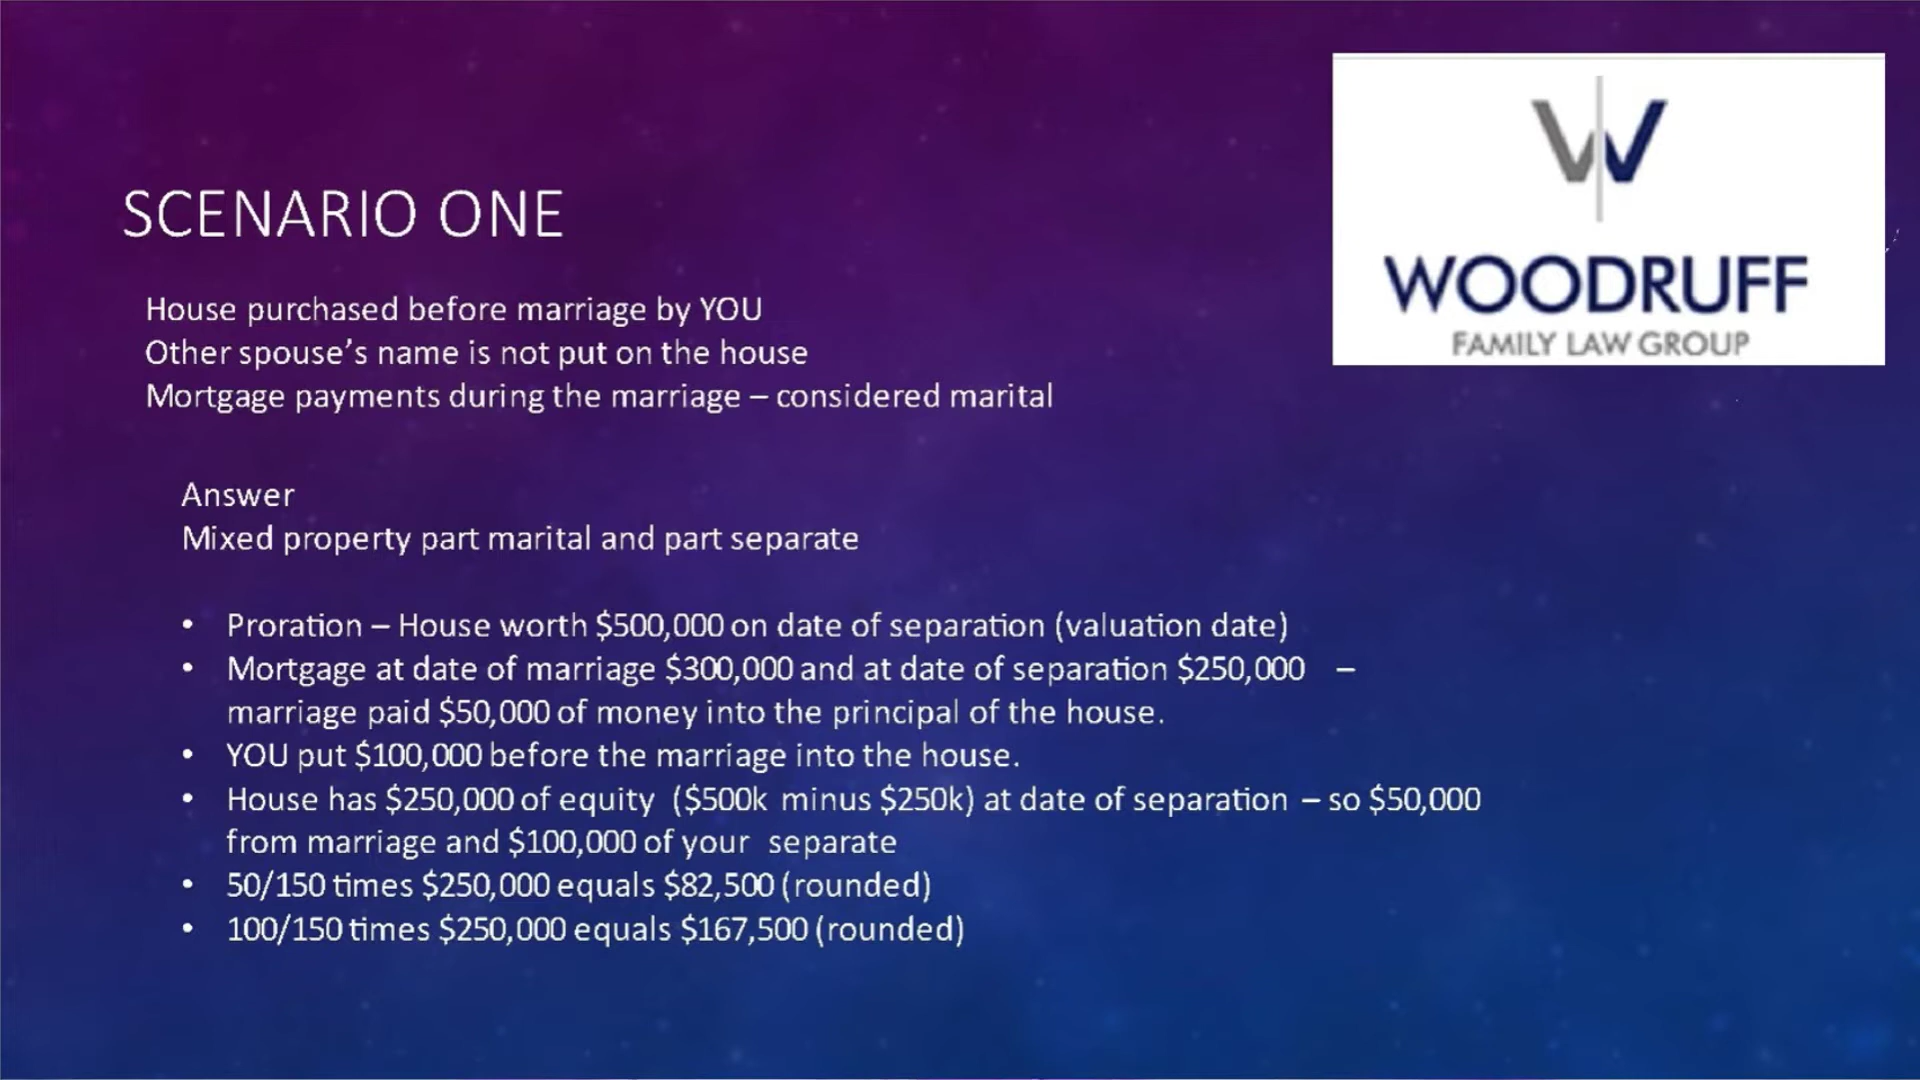 WOODRUFF
FAMILY LAW GROUP
SCENARIO ONE
House purchased before marriage by YOU
Other spouse’s name is not put on the house
Mortgage payments during the marriage – considered marital
Answer
Mixed property part marital and part separate
• Proration – House worth $500,000 on date of separation (valuation date)
• Mortgage at date of marriage $300,000 and at date of separation $250,000 –
marriage paid $50,000 of money into the principal of the house.
• YOU put $100,000 before the marriage into the house.
• House has $250,000 of equity ($500k minus $250k) at date of separation – so $50,000
from marriage and $100,000 of your separate
• 50/150 times $250,000 equals $82,500 (rounded)
• 100/150 times $250,000 equals $167,500 (rounded)